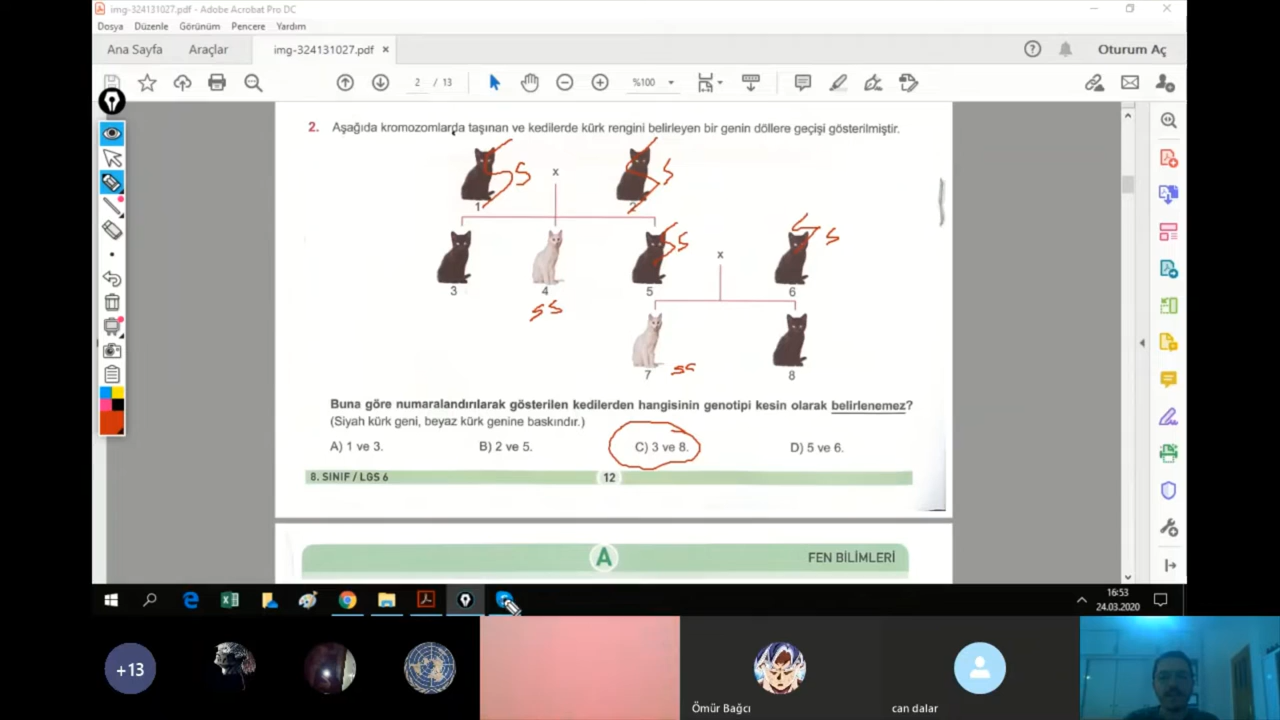 img-324131027.pdf - Adobe Acrobat Pro DC
Dosya Düzenle Görünüm Pencere Yardım
Ana Sayfa Araçlar img-324131027.pdf × Oturum Aç
2 / 13 %100
2. Aşağıda kromozomlarda taşınan ve kedilerde kürk rengini belirleyen bir genin döllere geçişi gösterilmiştir.
S s x S s
1 2
S s x S s
3 4 5 6
ss
7 ss 8
Buna göre numaralandırılarak gösterilen kedilerden hangisinin genotipi kesin olarak belirlenemez?
(Siyah kürk geni, beyaz kürk genine baskındır.)
A) 1 ve 3. B) 2 ve 5. C) 3 ve 8. D) 5 ve 6.
8. SINIF / LGS 6 12
A FEN BİLİMLERİ
16:53
24.03.2020
+13
Ömür Bağcı can dalar